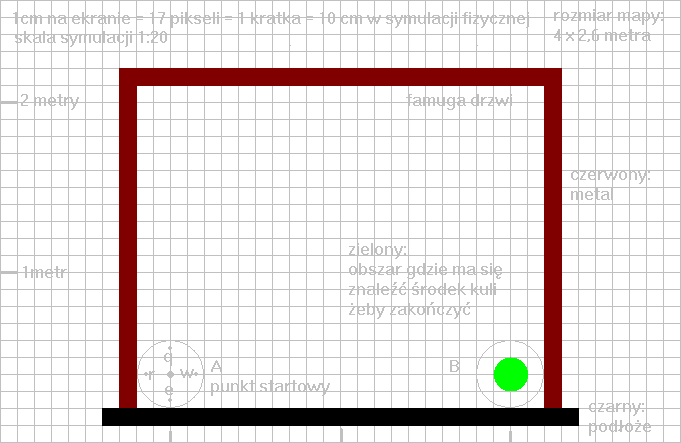 1cm na ekranie = 17 pikseli = 1 kratka = 10 cm w symulacji fizycznej
skala symulacji 1:20
rozmiar mapy:
4 x 2,6 metra
2 metry
famuga drzwi
czerwony:
metal
zielony:
obszar gdzie ma się
znaleźć środek kuli
żeby zakończyć
1metr
q
r
w
e
A
punkt startowy
B
czarny:
podłoże